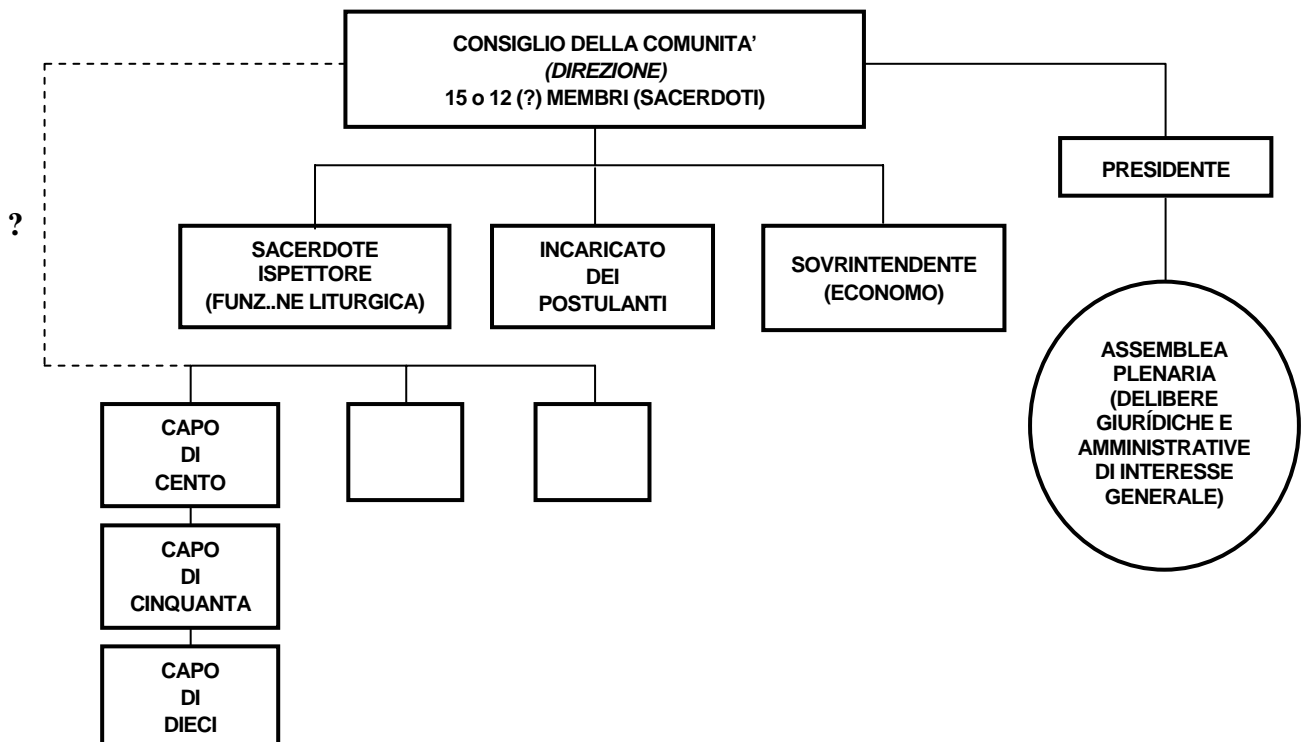 CONSIGLIO DELLA COMUNITA'
(DIREZIONE)
15 o 12 (?) MEMBRI (SACERDOTI)
PRESIDENTE
?
SACERDOTE
ISPETTORE
(FUNZ..NE LITURGICA)
INCARICATO
DEI
POSTULANTI
SOVRINTENDENTE
(ECONOMO)
ASSEMBLEA
PLENARIA
(DELIBERE
GIURÍDICHE E
AMMINISTRATIVE
DI INTERESSE
GENERALE)
CAPO
DI
CENTO
CAPO
DI
CINQUANTA
CAPO
DI
DIECI